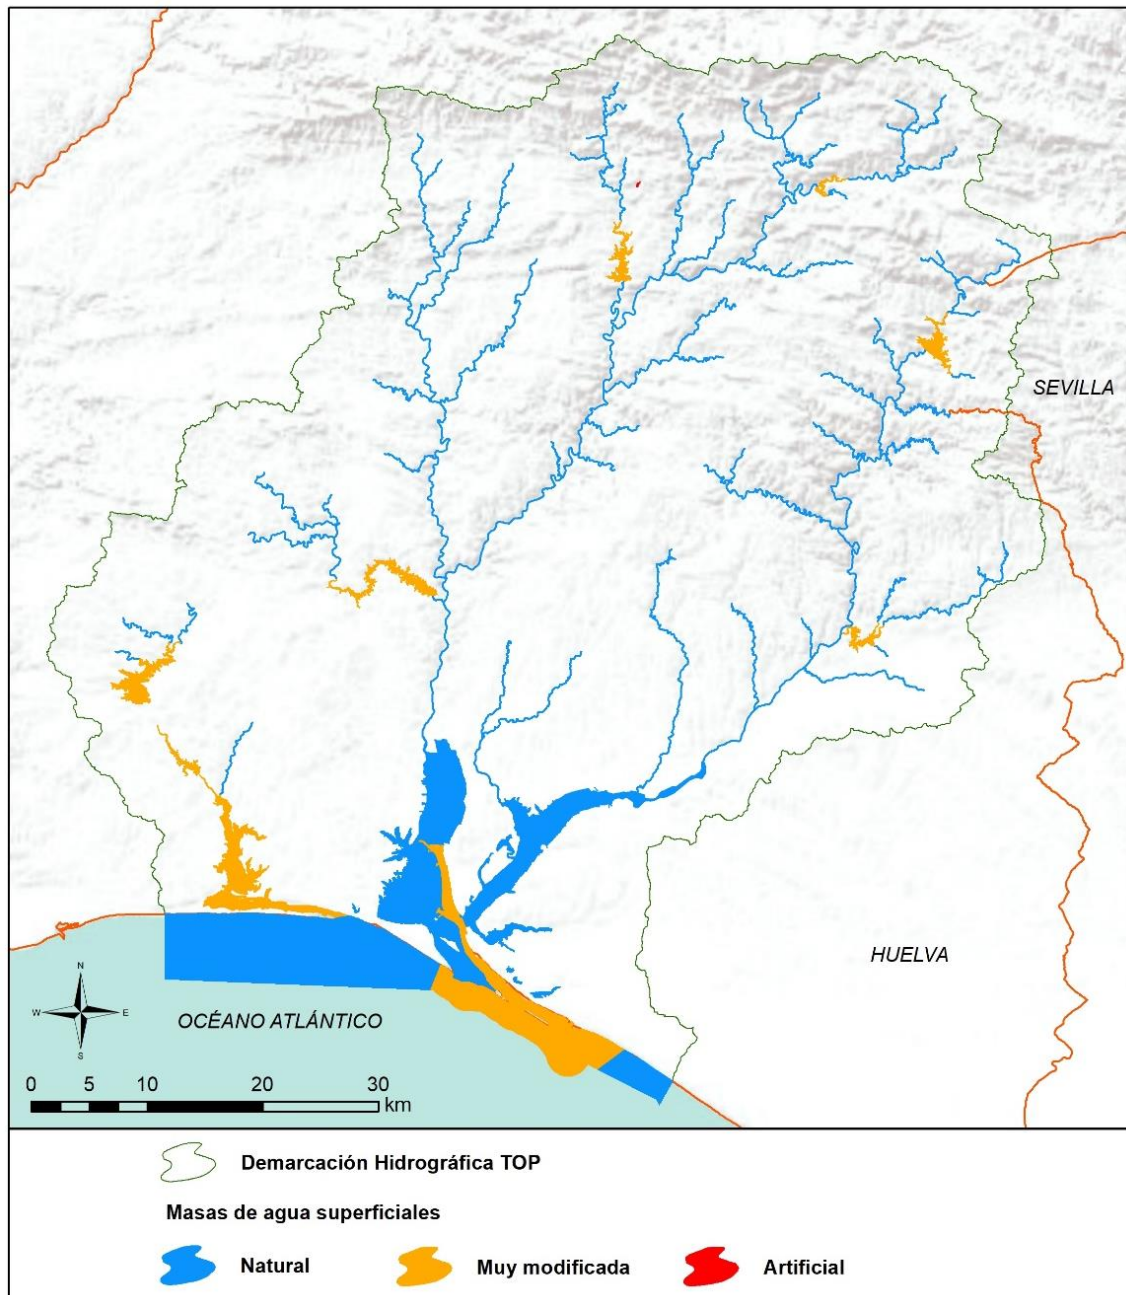 SEVILLA
HUELVA
N
W
E
S
OCÉANO ATLÁNTICO
0 5 10 20 30
km
Demarcación Hidrográfica TOP
Masas de agua superficiales
Natural
Muy modificada
Artificial